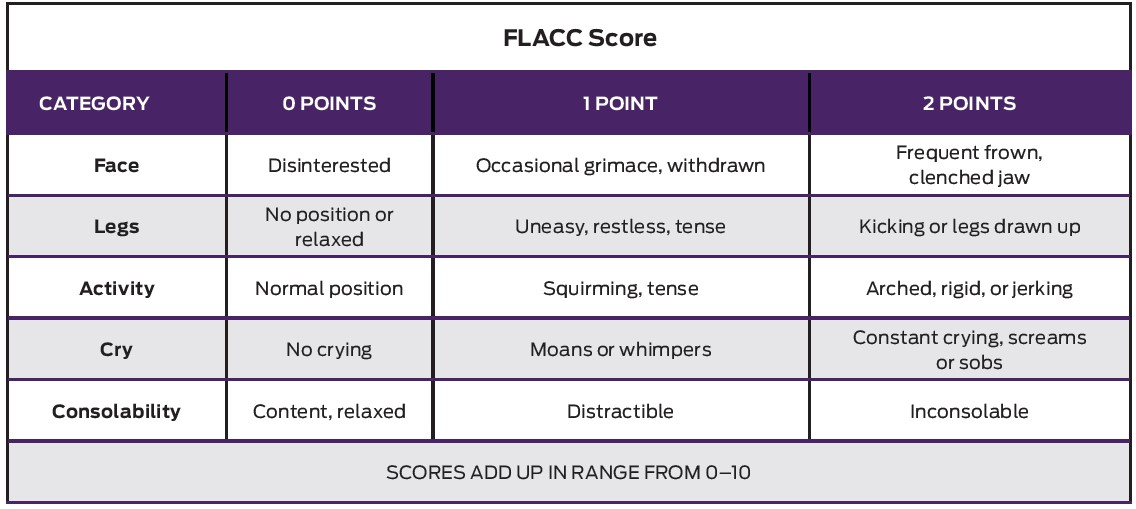 FLACC Score
CATEGORY 0 POINTS 1 POINT 2 POINTS
Face Disinterested Occasional grimace, withdrawn Frequent frown,
clenched jaw
Legs No position or
relaxed Uneasy, restless, tense Kicking or legs drawn up
Activity Normal position Squirming, tense Arched, rigid, or jerking
Cry No crying Moans or whimpers Constant crying, screams
or sobs
Consolability Content, relaxed Distractible Inconsolable
SCORES ADD UP IN RANGE FROM 0–10